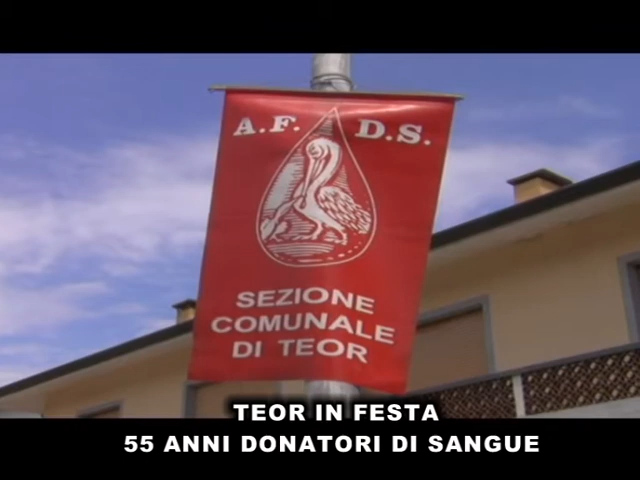 A.F. D.S.
SEZIONE
COMUNALE
DI TEOR
TEOR IN FESTA
55 ANNI DONATORI DI SANGUE